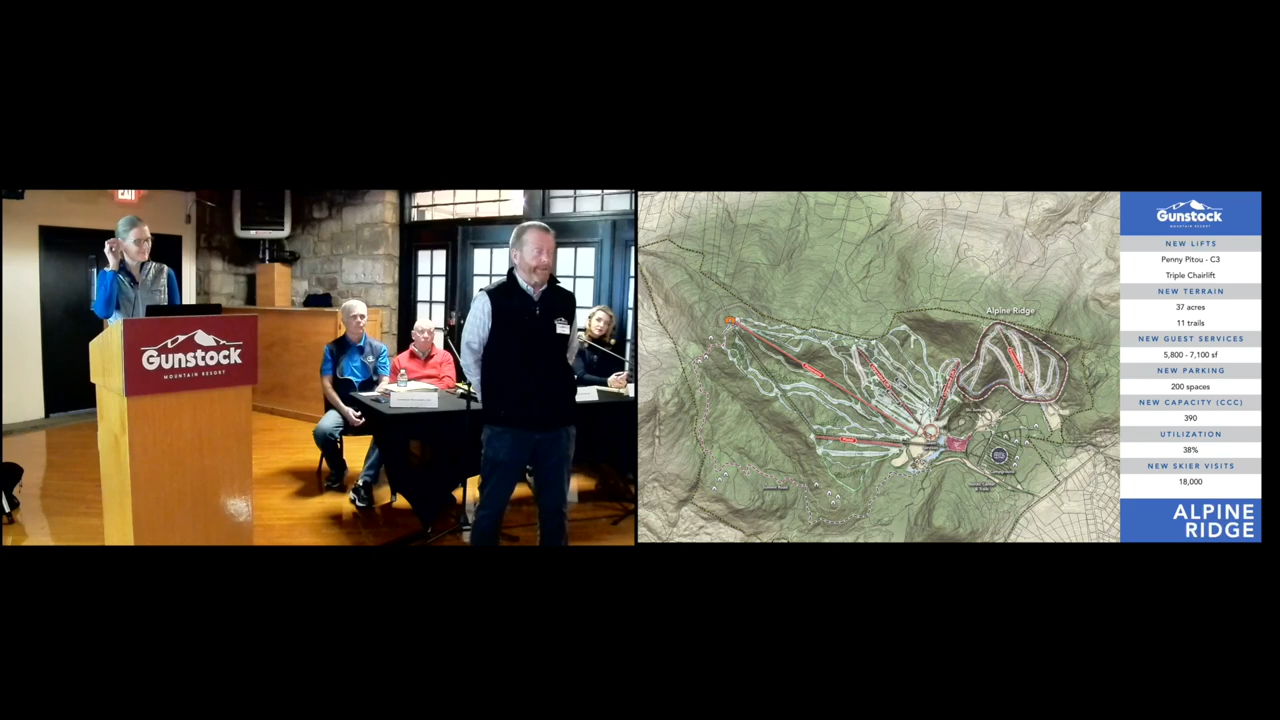 EXIT
Gunstock
MOUNTAIN RESORT
Alpine Ridge
Gunstock
MOUNTAIN RESORT
NEW LIFTS
Penny Pitou - C3
Triple Chairlift
NEW TERRAIN
37 acres
11 trails
NEW GUEST SERVICES
5,800 - 7,100 sf
NEW PARKING
200 spaces
NEW CAPACITY (CCC)
390
UTILIZATION
38%
NEW SKIER VISITS
18,000
ALPINE
RIDGE